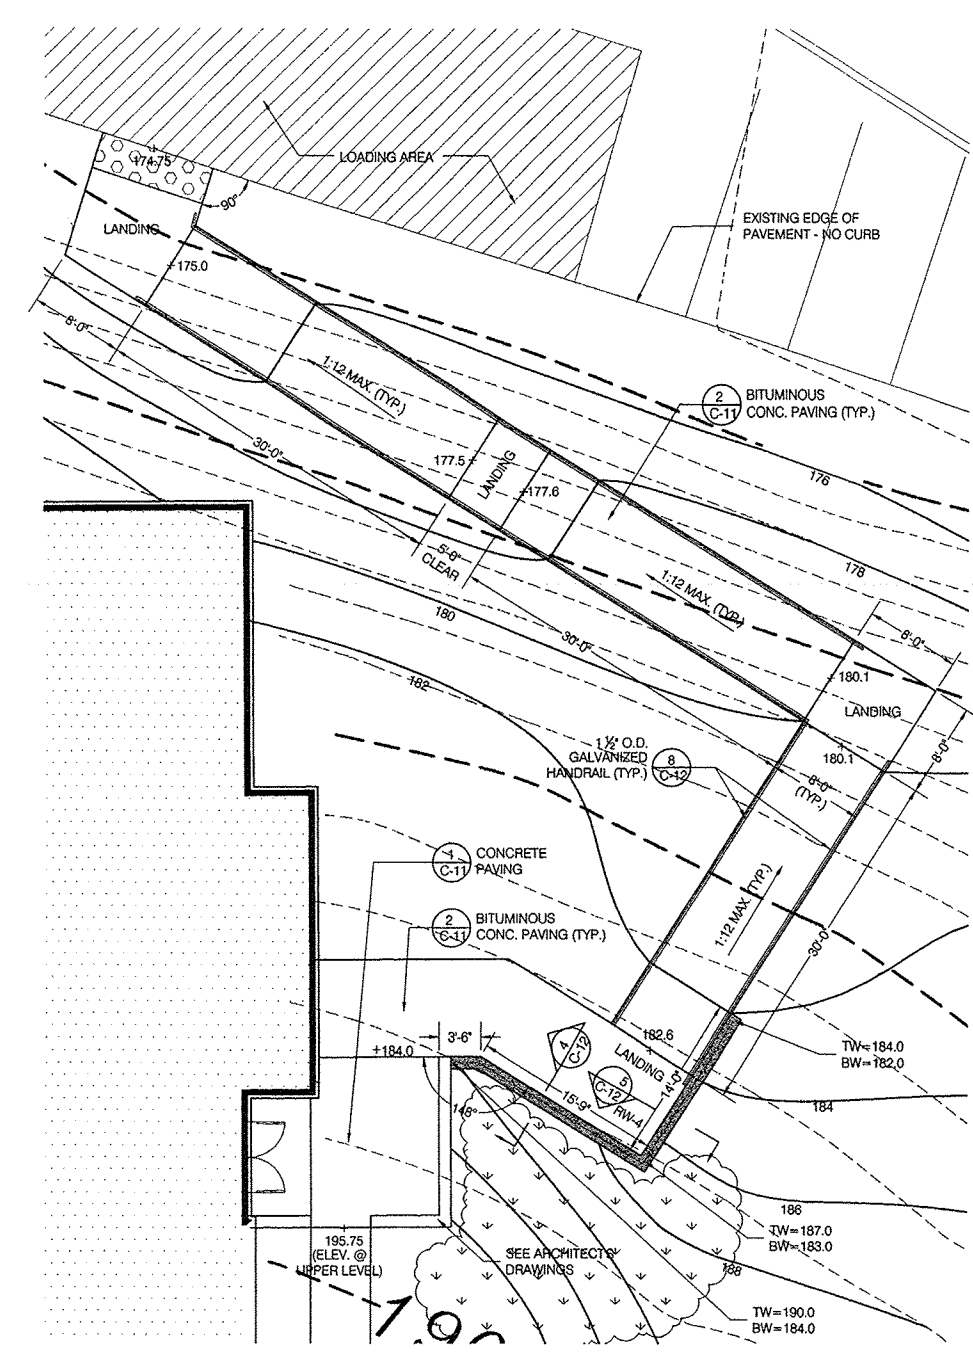 174.75
LOADING AREA
90°
LANDING
EXISTING EDGE OF
PAVEMENT - NO CURB
+175.0
8'-0"
1:12 MAX. (TYP.)
2
C-11
BITUMINOUS
CONC. PAVING (TYP.)
30'-0"
177.5+
LANDING
+177.6
176
5'-0"
CLEAR
178
1:12 MAX. (TYP.)
180
30'-0"
8'-0"
182
+180.1
LANDING
1½" O.D.
GALVANIZED
HANDRAIL (TYP.)
8
C-12
180.1
8'-0"
8'-0"
(TYP.)
C-11
CONCRETE
PAVING
1:12 MAX. (TYP.)
2
C-11
BITUMINOUS
CONC. PAVING (TYP.)
30'-0"
3'-6"
+184.0
4
C-12
182.6
LANDING
TW=184.0
BW=182.0
5
C-12
14'-0"
15'-9"
RW-4
148°
184
186
195.75
(ELEV. @
UPPER LEVEL)
SEE ARCHITECTS
DRAWINGS
TW=187.0
BW=183.0
188
TW=190.0
BW=184.0
190